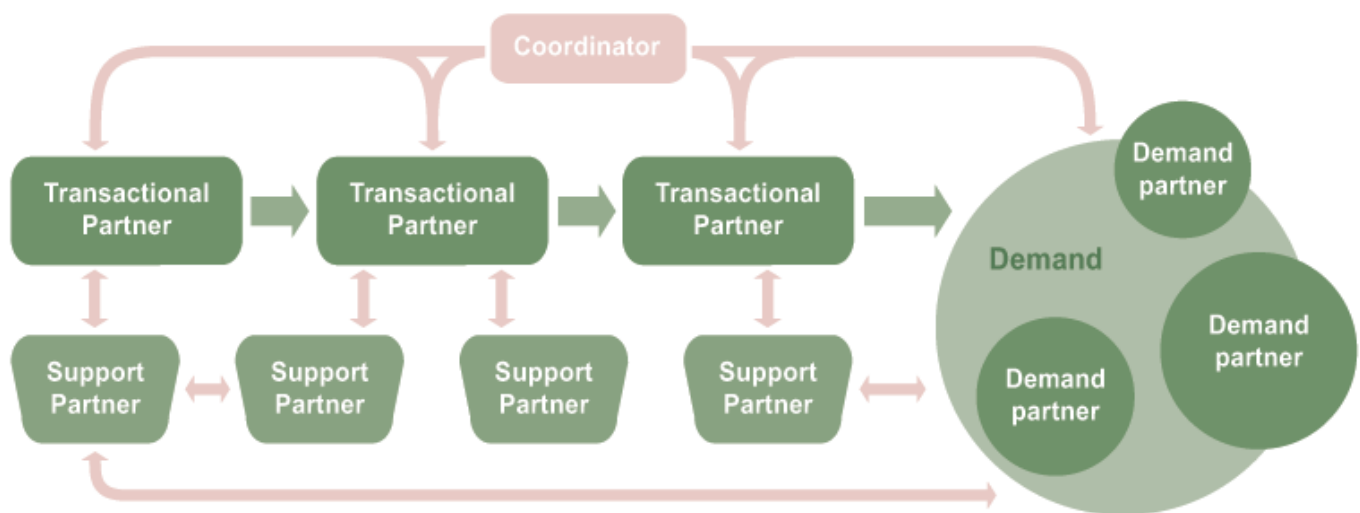 Coordinator
Transactional
Partner
Transactional
Partner
Transactional
Partner
Demand
partner
Demand
Demand
partner
Demand
partner
Support
Partner
Support
Partner
Support
Partner
Support
Partner